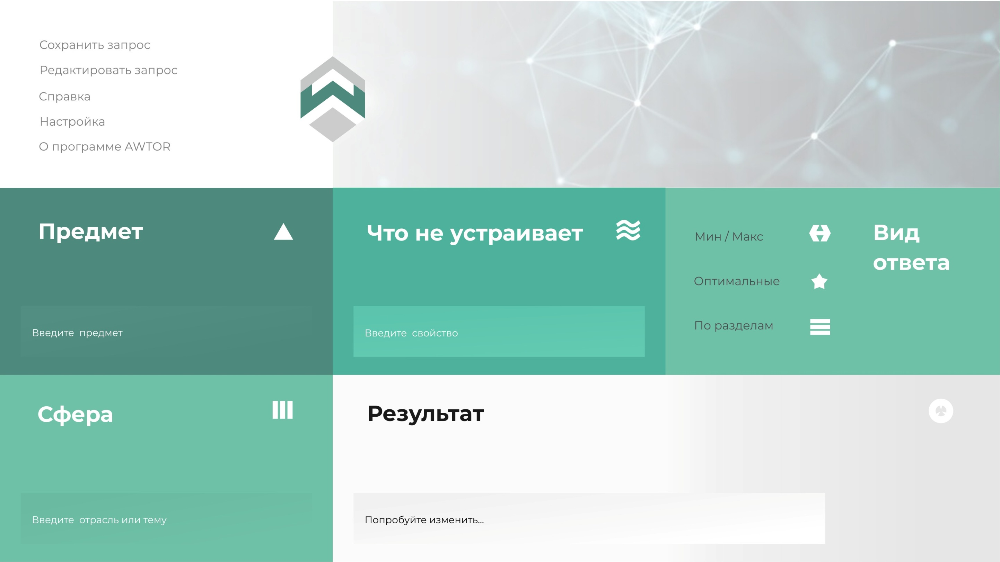 Сохранить запрос
Редактировать запрос
Справка
Настройка
О программе AWTOR
Предмет
Введите предмет
Что не устраивает
Введите свойство
Мин / Макс
Оптимальные
По разделам
Вид
ответа
Сфера
Введите отрасль или тему
Результат
Попробуйте изменить...